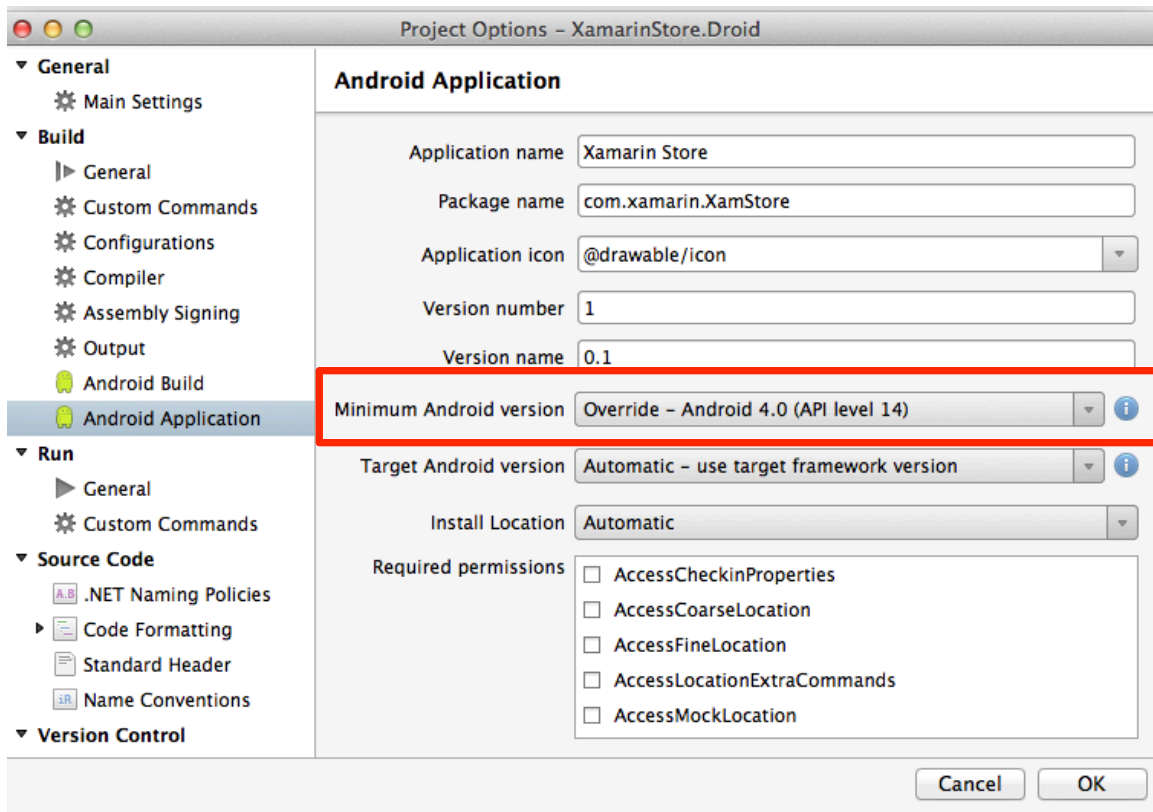 Project Options – XamarinStore.Droid
General
Main Settings
Build
General
Custom Commands
Configurations
Compiler
Assembly Signing
Output
Android Build
Android Application
Run
General
Custom Commands
Source Code
A.B .NET Naming Policies
Code Formatting
Standard Header
iR Name Conventions
Version Control
Android Application
Application name Xamarin Store
Package name com.xamarin.XamStore
Application icon @drawable/icon
Version number 1
Version name 0.1
Minimum Android version Override – Android 4.0 (API level 14) i
Target Android version Automatic – use target framework version i
Install Location Automatic
Required permissions AccessCheckinProperties
AccessCoarseLocation
AccessFineLocation
AccessLocationExtraCommands
AccessMockLocation
Cancel OK